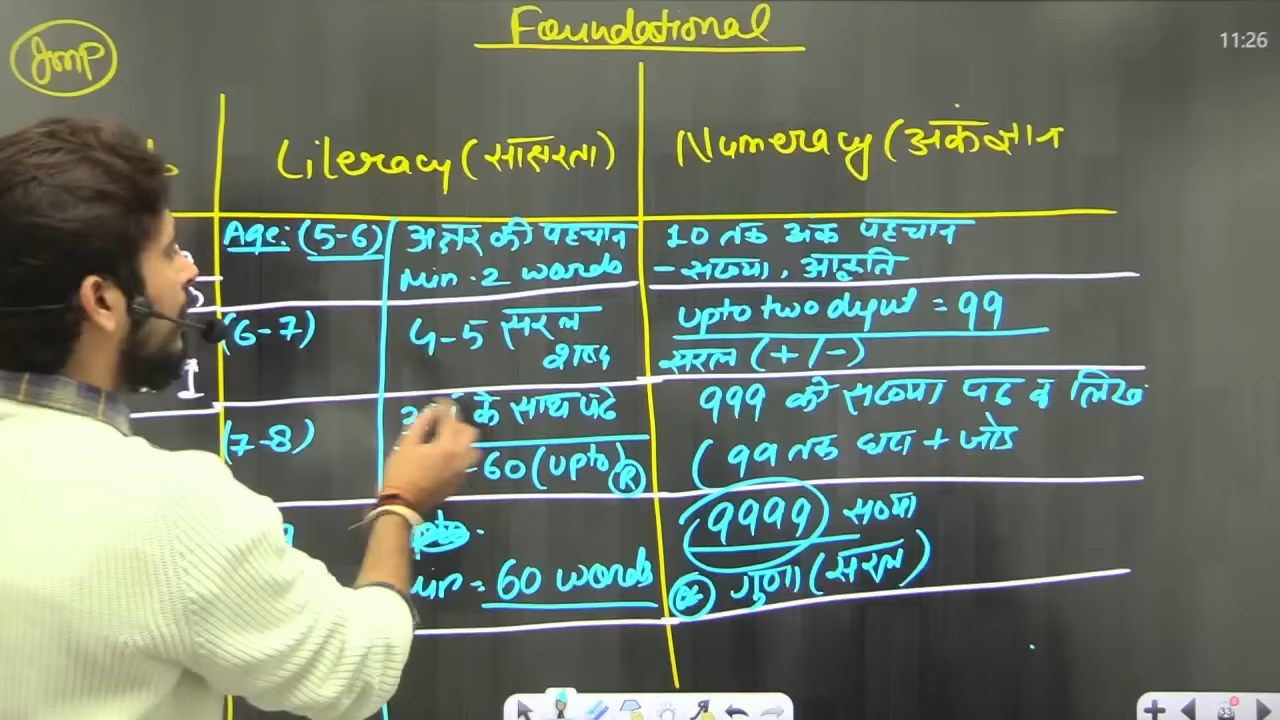 Foundational
11:26
Jmp
Literacy (साक्षरता)
Numeracy (अंकज्ञान
Age: (5-6)
अक्षर की पहचान
Min. 2 words
10 तक अंक पहचान
- संख्या, आकृति
(6-7)
4-5 सरल
शब्द
upto two digit = 99
सरल (+/-)
(7-8)
के साथ पढे
60 (upto) R
999 की संख्या पढ व लिख
(99 तक घटा + जोड
9999 संख्या
गुणा (सरल)
= 60 words
33